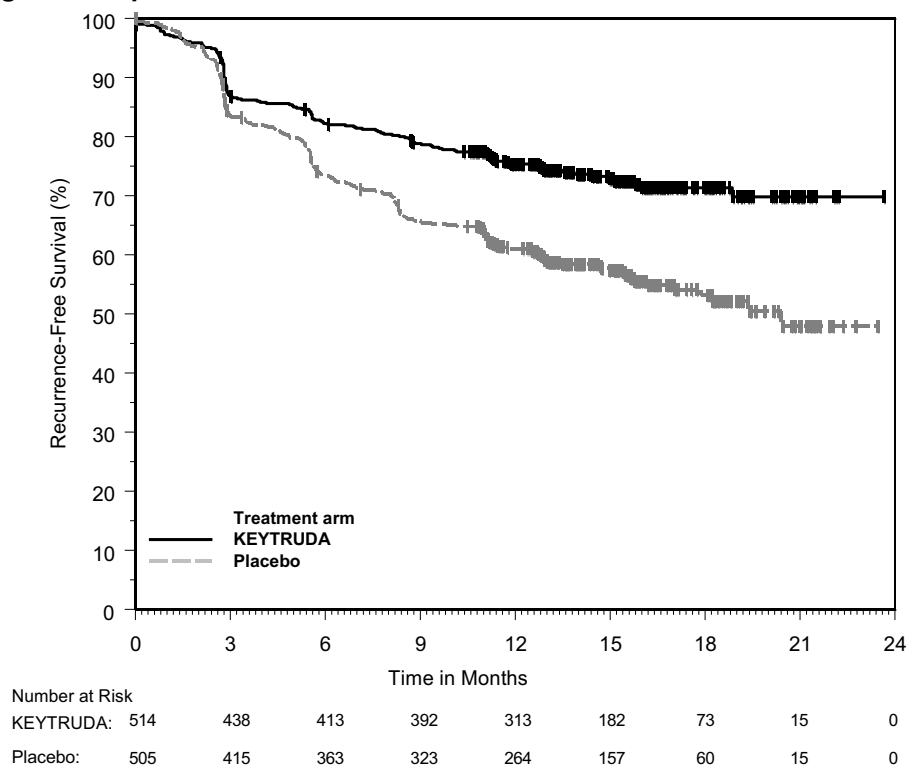 100
90
80
70
60
50
40
30
20
10
0
Recurrence-Free Survival (%)
Treatment arm
KEYTRUDA
Placebo
0 3 6 9 12 15 18 21 24
Time in Months
Number at Risk
KEYTRUDA: 514 438 413 392 313 182 73 15 0
Placebo: 505 415 363 323 264 157 60 15 0